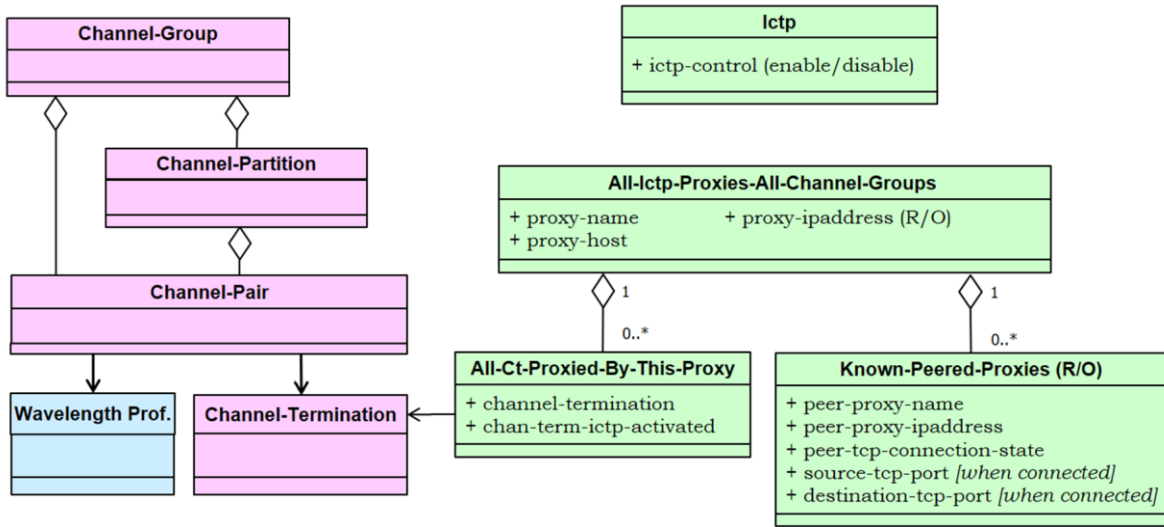 Channel-Group
Channel-Partition
Channel-Pair
Wavelength Prof.
Channel-Termination
Ictp
+ ictp-control (enable/disable)
All-Ictp-Proxies-All-Channel-Groups
+ proxy-name + proxy-ipaddress (R/O)
+ proxy-host
1
0..*
1
0..*
All-Ct-Proxied-By-This-Proxy
+ channel-termination
+ chan-term-ictp-activated
Known-Peered-Proxies (R/O)
+ peer-proxy-name
+ peer-proxy-ipaddress
+ peer-tcp-connection-state
+ source-tcp-port [when connected]
+ destination-tcp-port [when connected]